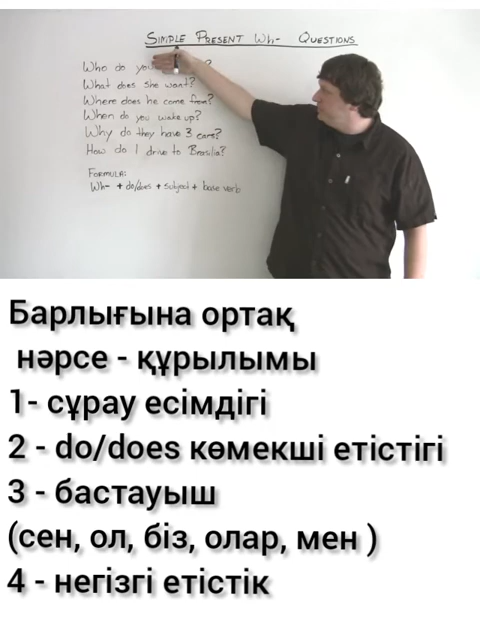 SIMPLE PRESENT Wh- QUESTIONS
Who do you ?
What does she want?
Where does he come from?
When do you wake up?
Why do they have 3 cars?
How do I drive to Brasilia?
FORMULA:
Wh- + do/does + subject + base verb
Барлығына ортақ
нәрсе - құрылымы
1- сұрау есімдігі
2 - do/does көмекші етістігі
3 - бастауыш
(сен, ол, біз, олар, мен )
4 - негізгі етістік